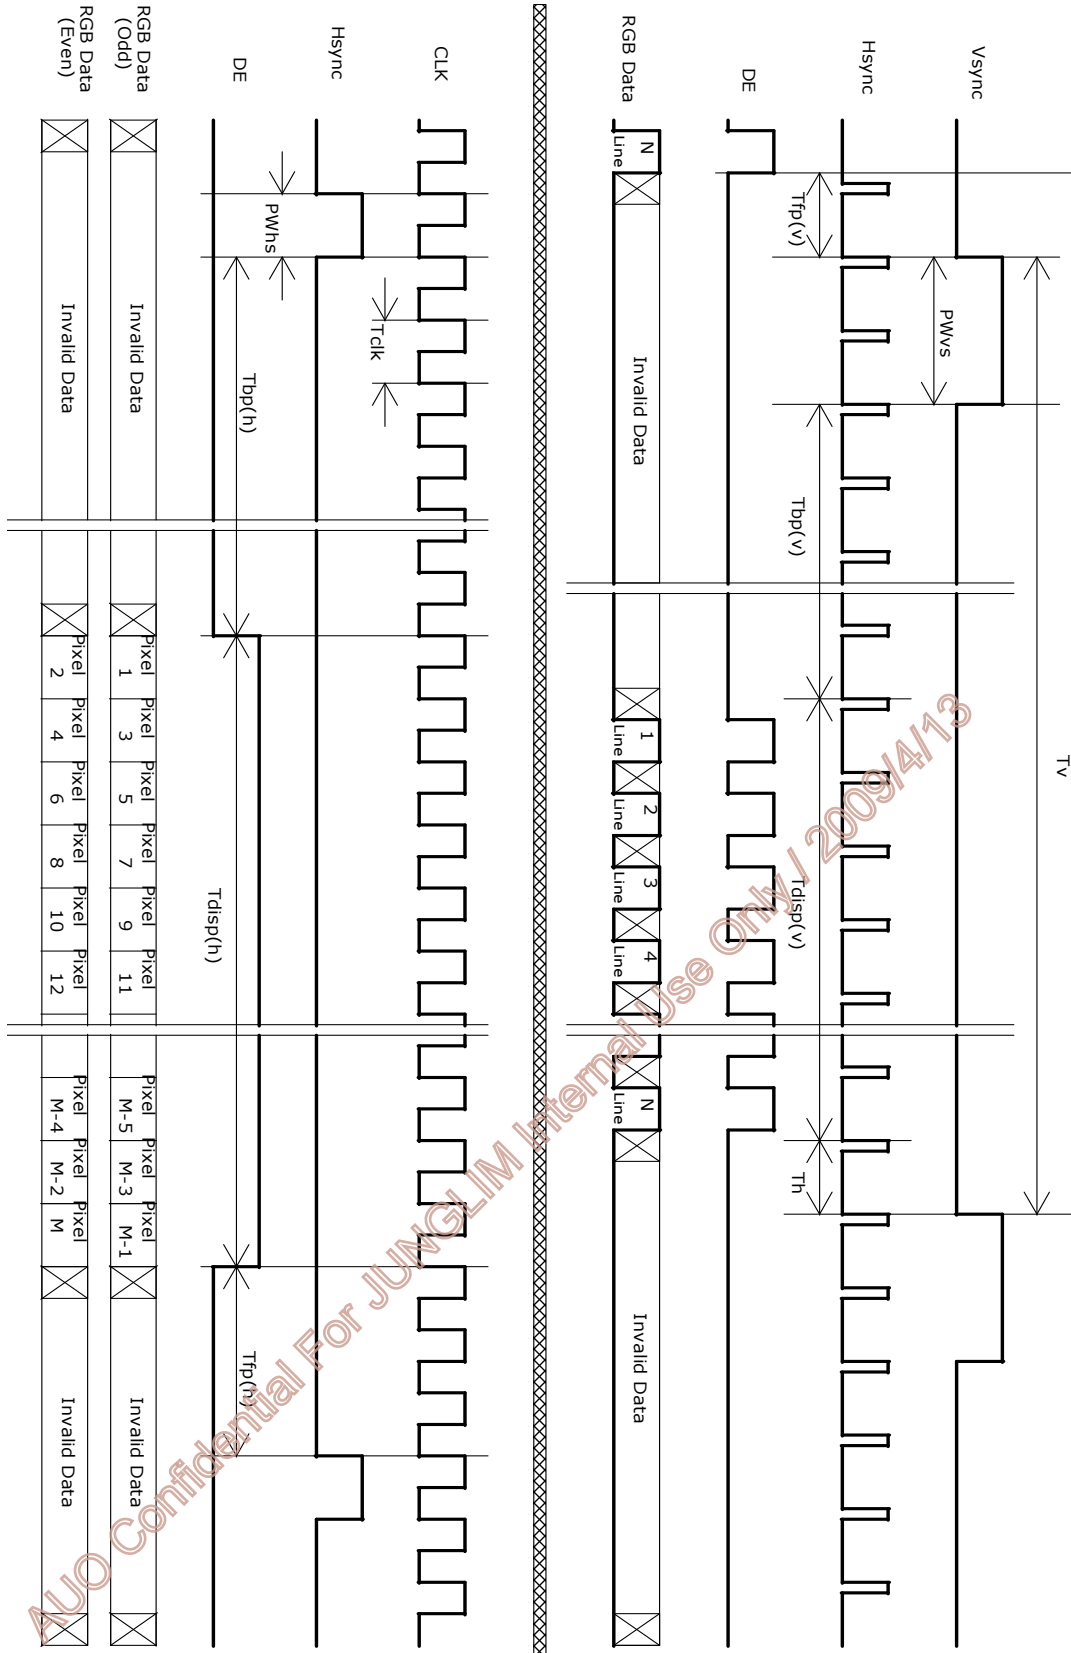 Vsync
Tv
Hsync
PWvs
Tfp(v)
Tbp(v)
Tdisp(v)
Th
DE
RGB Data
N
Line
Invalid Data
1
Line
2
Line
3
Line
4
Line
N
Line
Invalid Data
CLK
Tclk
Hsync
PWhs
DE
Tbp(h)
Tdisp(h)
Tfp(h)
RGB Data
(Odd)
Invalid Data
Pixel
1
Pixel
3
Pixel
5
Pixel
7
Pixel
9
Pixel
11
Pixel
M-5
Pixel
M-3
Pixel
M-1
Invalid Data
RGB Data
(Even)
Invalid Data
Pixel
2
Pixel
4
Pixel
6
Pixel
8
Pixel
10
Pixel
12
Pixel
M-4
Pixel
M-2
Pixel
M
Invalid Data
AUO Confidential For JUNGLIM Internal Use Only / 2009/4/13